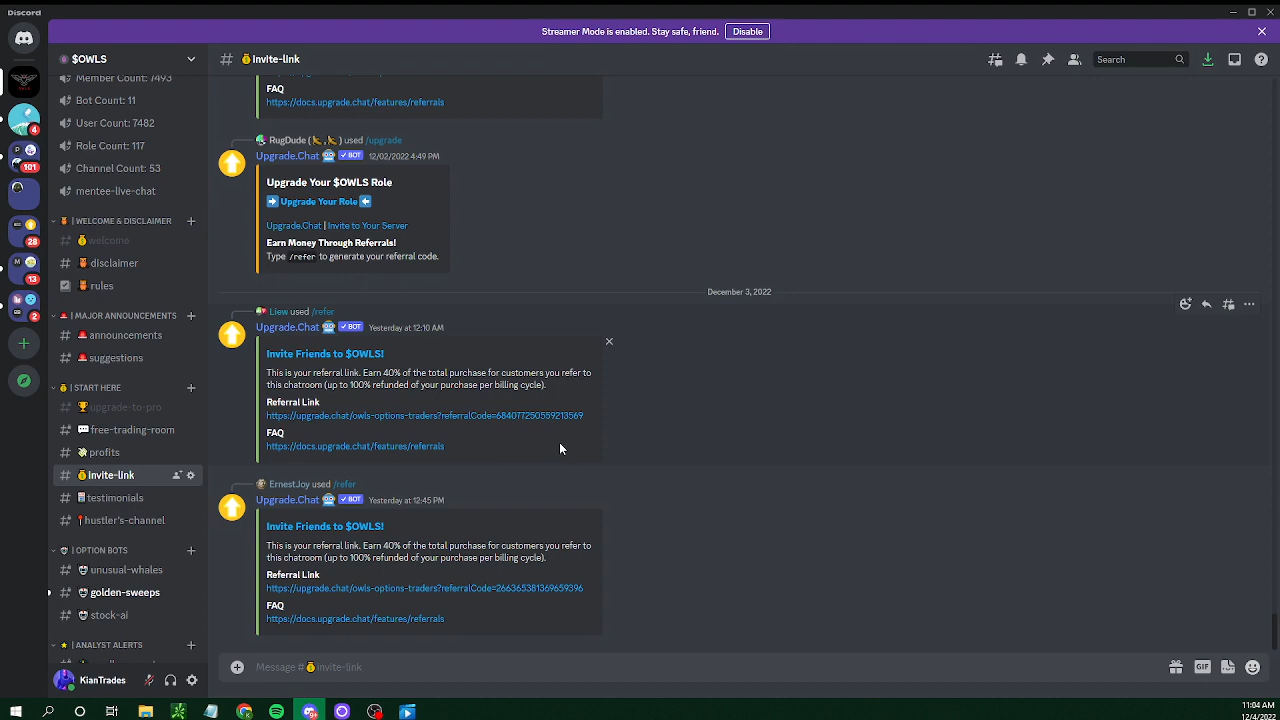 Discord
Streamer Mode is enabled. Stay safe, friend. Disable
$OWLS
Member Count: 7493
Bot Count: 11
User Count: 7482
Role Count: 117
Channel Count: 53
mentee-live-chat
| WELCOME & DISCLAIMER
welcome
disclaimer
rules
| MAJOR ANNOUNCEMENTS
announcements
suggestions
| START HERE
upgrade-to-pro
free-trading-room
profits
invite-link
testimonials
hustler's-channel
| OPTION BOTS
unusual-whales
golden-sweeps
stock-ai
| ANALYST ALERTS
KianTrades
4
101
28
13
2
invite-link
Search
FAQ
https://docs.upgrade.chat/features/referrals
RugDude ( , ) used /upgrade
Upgrade.Chat BOT 12/02/2022 4:49 PM
Upgrade Your $OWLS Role
Upgrade Your Role
Upgrade.Chat | Invite to Your Server
Earn Money Through Referrals!
Type /refer to generate your referral code.
December 3, 2022
Liew used /refer
Upgrade.Chat BOT Yesterday at 12:10 AM
Invite Friends to $OWLS!
This is your referral link. Earn 40% of the total purchase for customers you refer to
this chatroom (up to 100% refunded of your purchase per billing cycle).
Referral Link
https://upgrade.chat/owls-options-traders?referralCode=684077250559213569
FAQ
https://docs.upgrade.chat/features/referrals
ErnestJoy used /refer
Upgrade.Chat BOT Yesterday at 12:45 PM
Invite Friends to $OWLS!
This is your referral link. Earn 40% of the total purchase for customers you refer to
this chatroom (up to 100% refunded of your purchase per billing cycle).
Referral Link
https://upgrade.chat/owls-options-traders?referralCode=266365381369659396
FAQ
https://docs.upgrade.chat/features/referrals
Message # invite-link
GIF
11:04 AM
12/4/2022